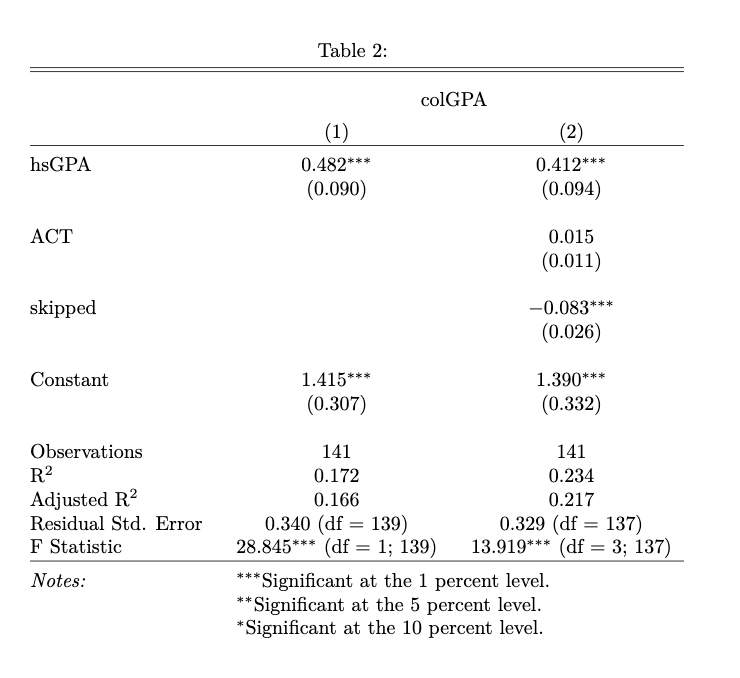 Table 2:
colGPA
(1) (2)
hsGPA 0.482*** 0.412***
(0.090) (0.094)
ACT 0.015
(0.011)
skipped −0.083***
(0.026)
Constant 1.415*** 1.390***
(0.307) (0.332)
Observations 141 141
R² 0.172 0.234
Adjusted R² 0.166 0.217
Residual Std. Error 0.340 (df = 139) 0.329 (df = 137)
F Statistic 28.845*** (df = 1; 139) 13.919*** (df = 3; 137)
Notes: ***Significant at the 1 percent level.
**Significant at the 5 percent level.
*Significant at the 10 percent level.